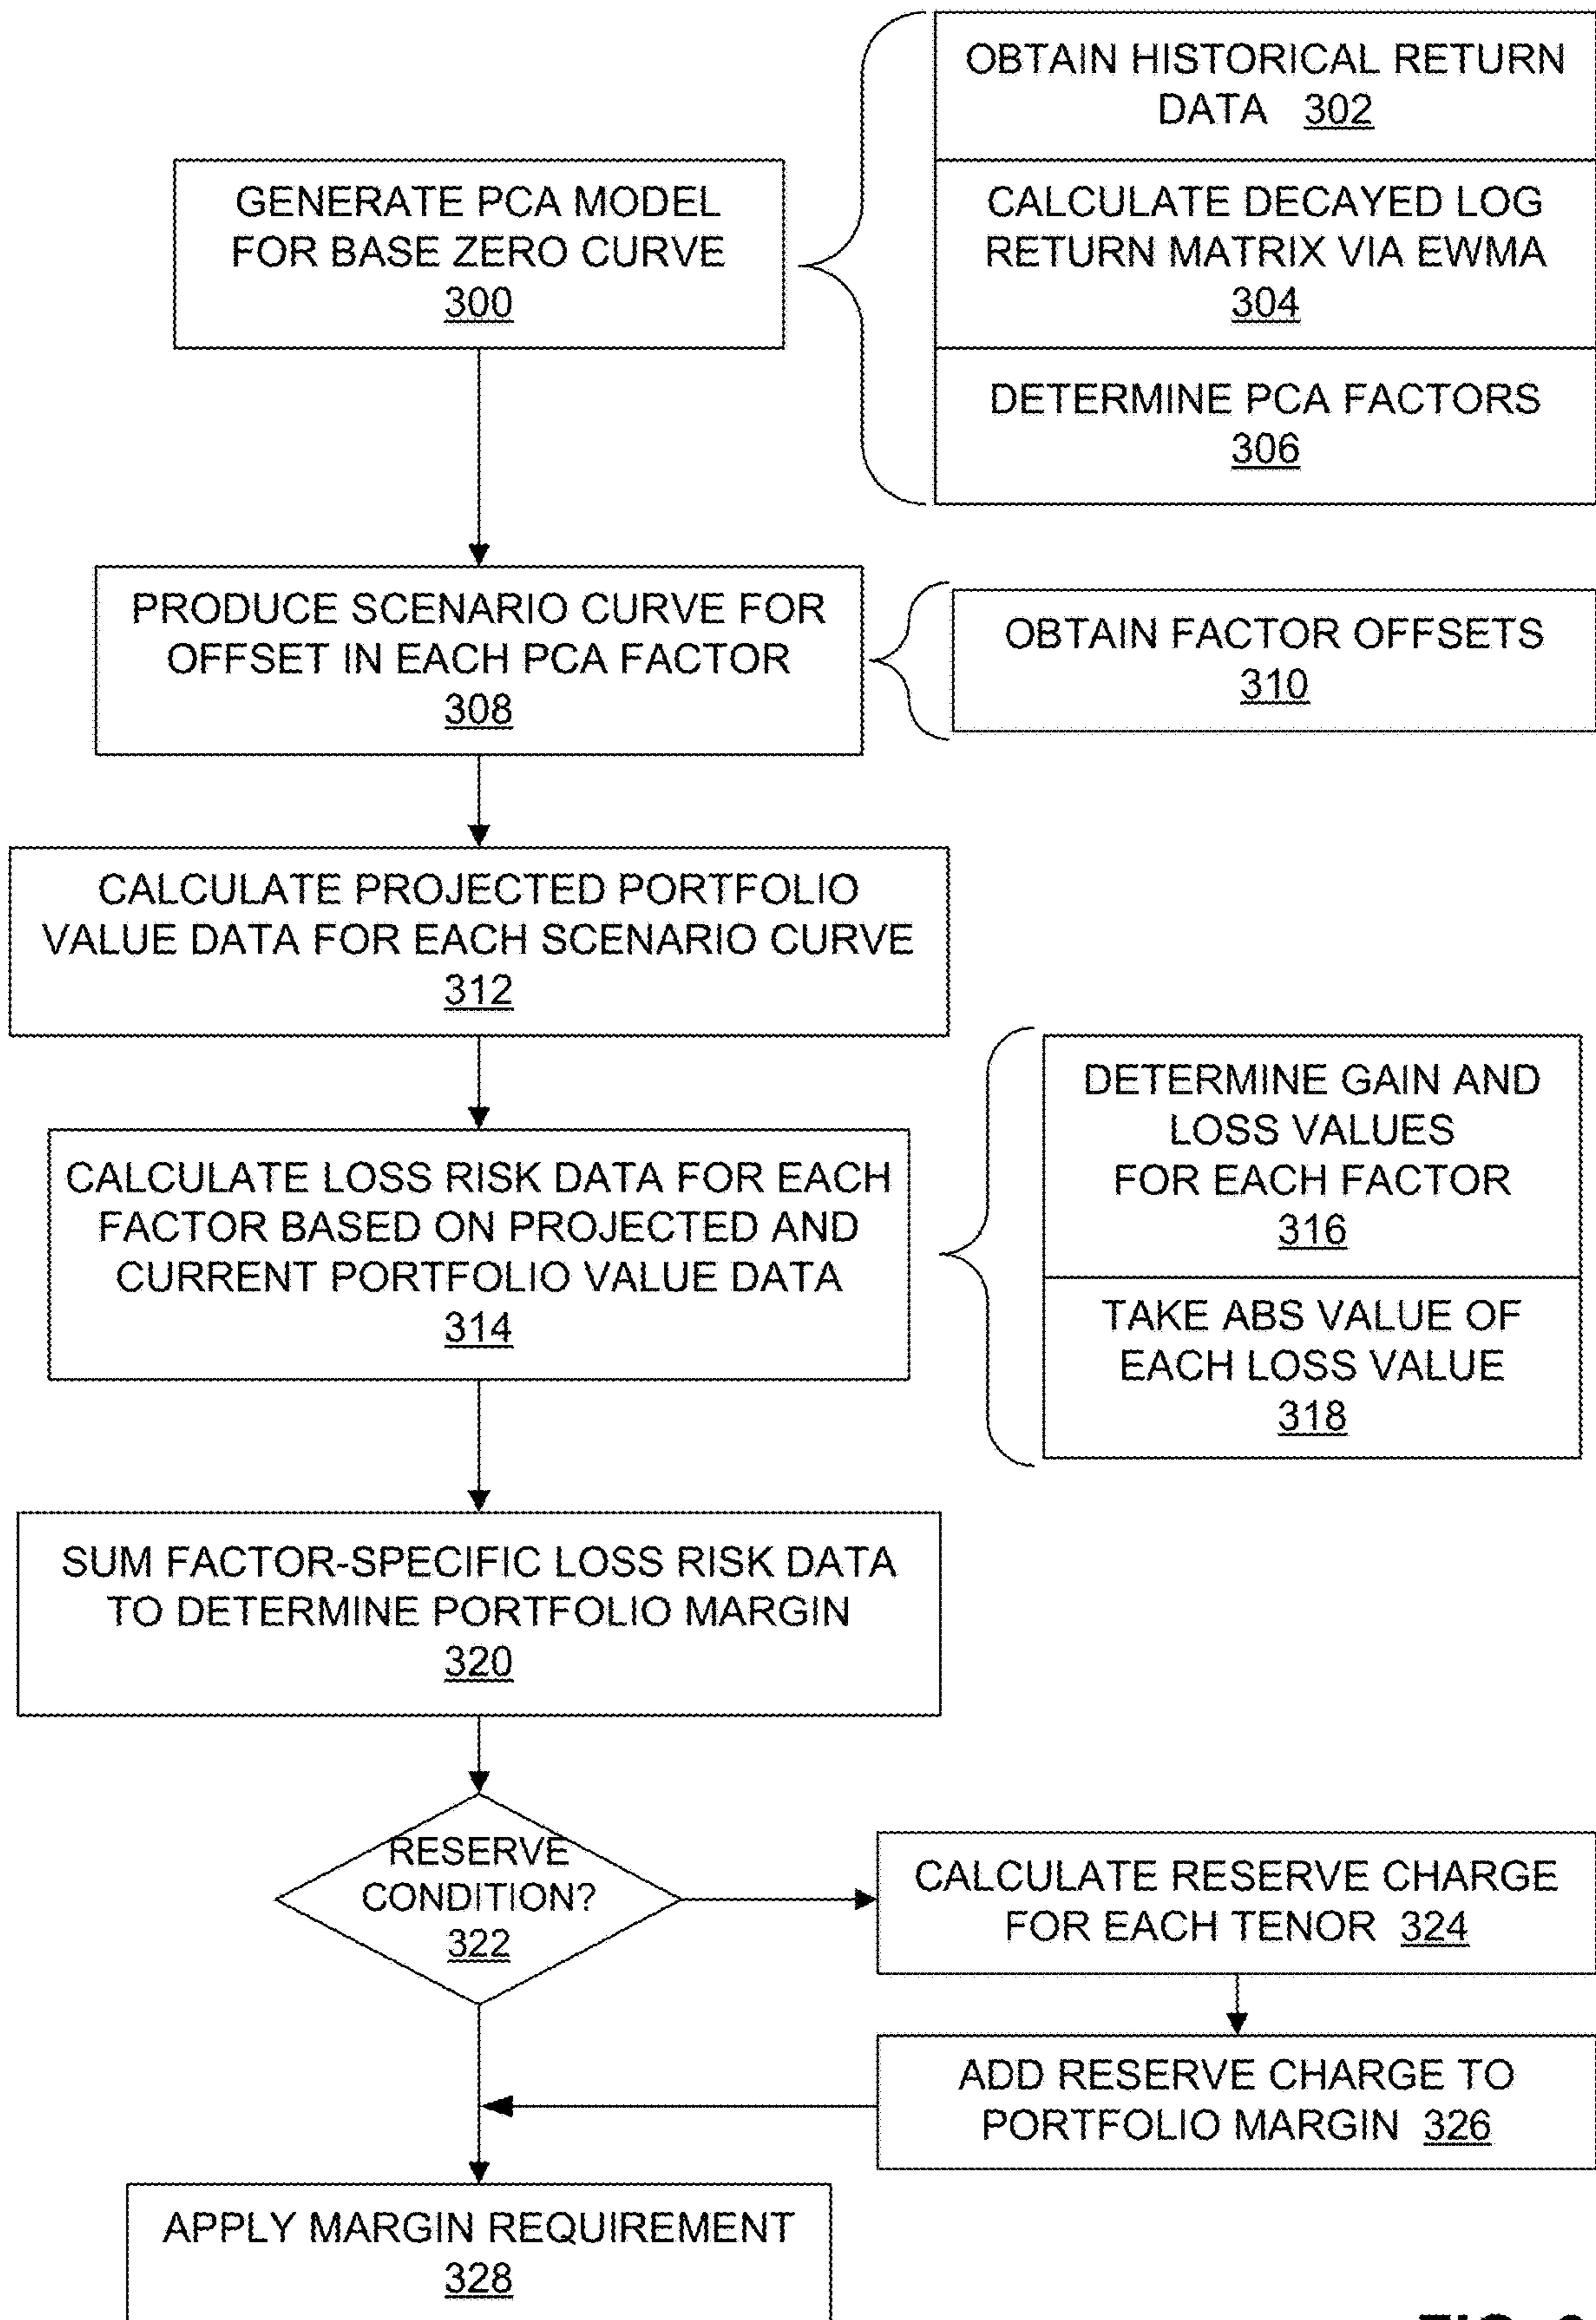 GENERATE PCA MODEL
FOR BASE ZERO CURVE
300
OBTAIN HISTORICAL RETURN
DATA 302
CALCULATE DECAYED LOG
RETURN MATRIX VIA EWMA
304
DETERMINE PCA FACTORS
306
PRODUCE SCENARIO CURVE FOR
OFFSET IN EACH PCA FACTOR
308
OBTAIN FACTOR OFFSETS
310
CALCULATE PROJECTED PORTFOLIO
VALUE DATA FOR EACH SCENARIO CURVE
312
CALCULATE LOSS RISK DATA FOR EACH
FACTOR BASED ON PROJECTED AND
CURRENT PORTFOLIO VALUE DATA
314
DETERMINE GAIN AND
LOSS VALUES
FOR EACH FACTOR
316
TAKE ABS VALUE OF
EACH LOSS VALUE
318
SUM FACTOR-SPECIFIC LOSS RISK DATA
TO DETERMINE PORTFOLIO MARGIN
320
RESERVE
CONDITION?
322
CALCULATE RESERVE CHARGE
FOR EACH TENOR 324
ADD RESERVE CHARGE TO
PORTFOLIO MARGIN 326
APPLY MARGIN REQUIREMENT
328